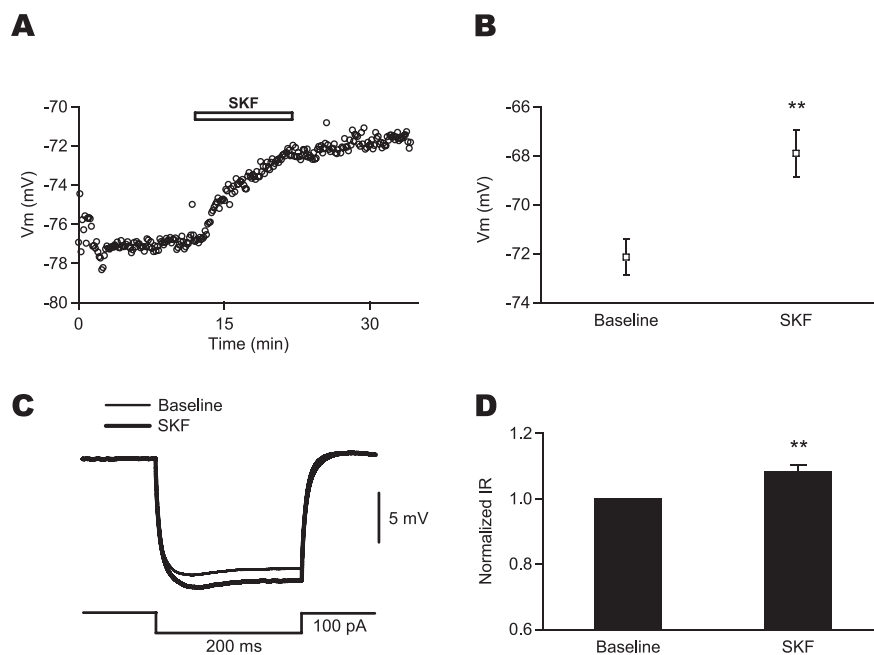 A
SKF
-70
-72
-74
-76
-78
-80
Vm (mV)
0
15
30
Time (min)
B
**
-66
-68
-70
-72
-74
Vm (mV)
Baseline
SKF
C
Baseline
SKF
5 mV
100 pA
200 ms
D
**
1.2
1.0
0.8
0.6
Normalized IR
Baseline
SKF